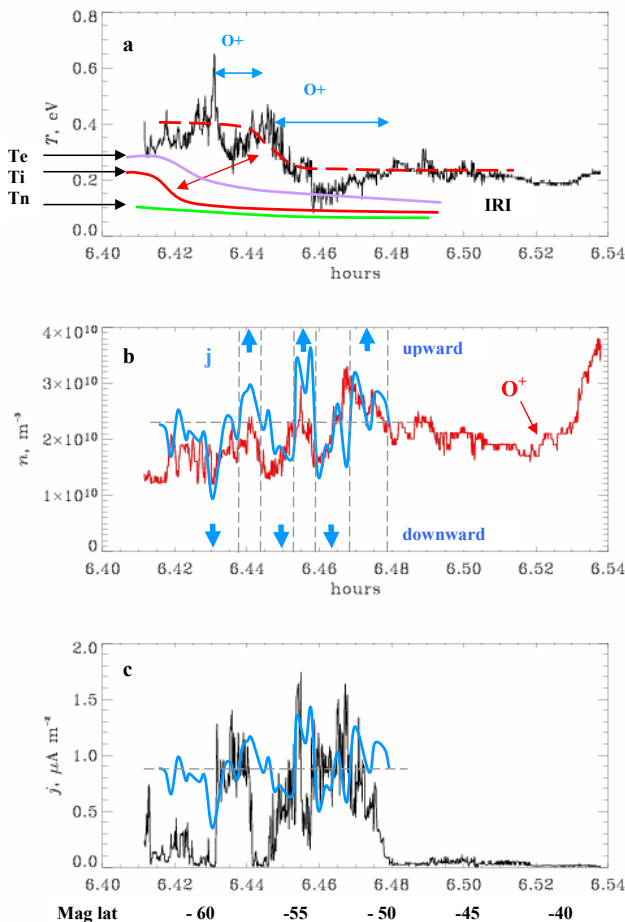 a
O+
O+
T, eV
0.8
0.6
0.4
0.2
0.0
Te
Ti
Tn
IRI
6.40 6.42 6.44 6.46 6.48 6.50 6.52 6.54
hours
b
j
upward
O⁺
n, m⁻³
4×10¹⁰
3×10¹⁰
2×10¹⁰
1×10¹⁰
0
downward
6.40 6.42 6.44 6.46 6.48 6.50 6.52 6.54
hours
c
j, μA m⁻²
2.0
1.5
1.0
0.5
0.0
6.40 6.42 6.44 6.46 6.48 6.50 6.52 6.54
Mag lat - 60 -55 - 50 -45 -40